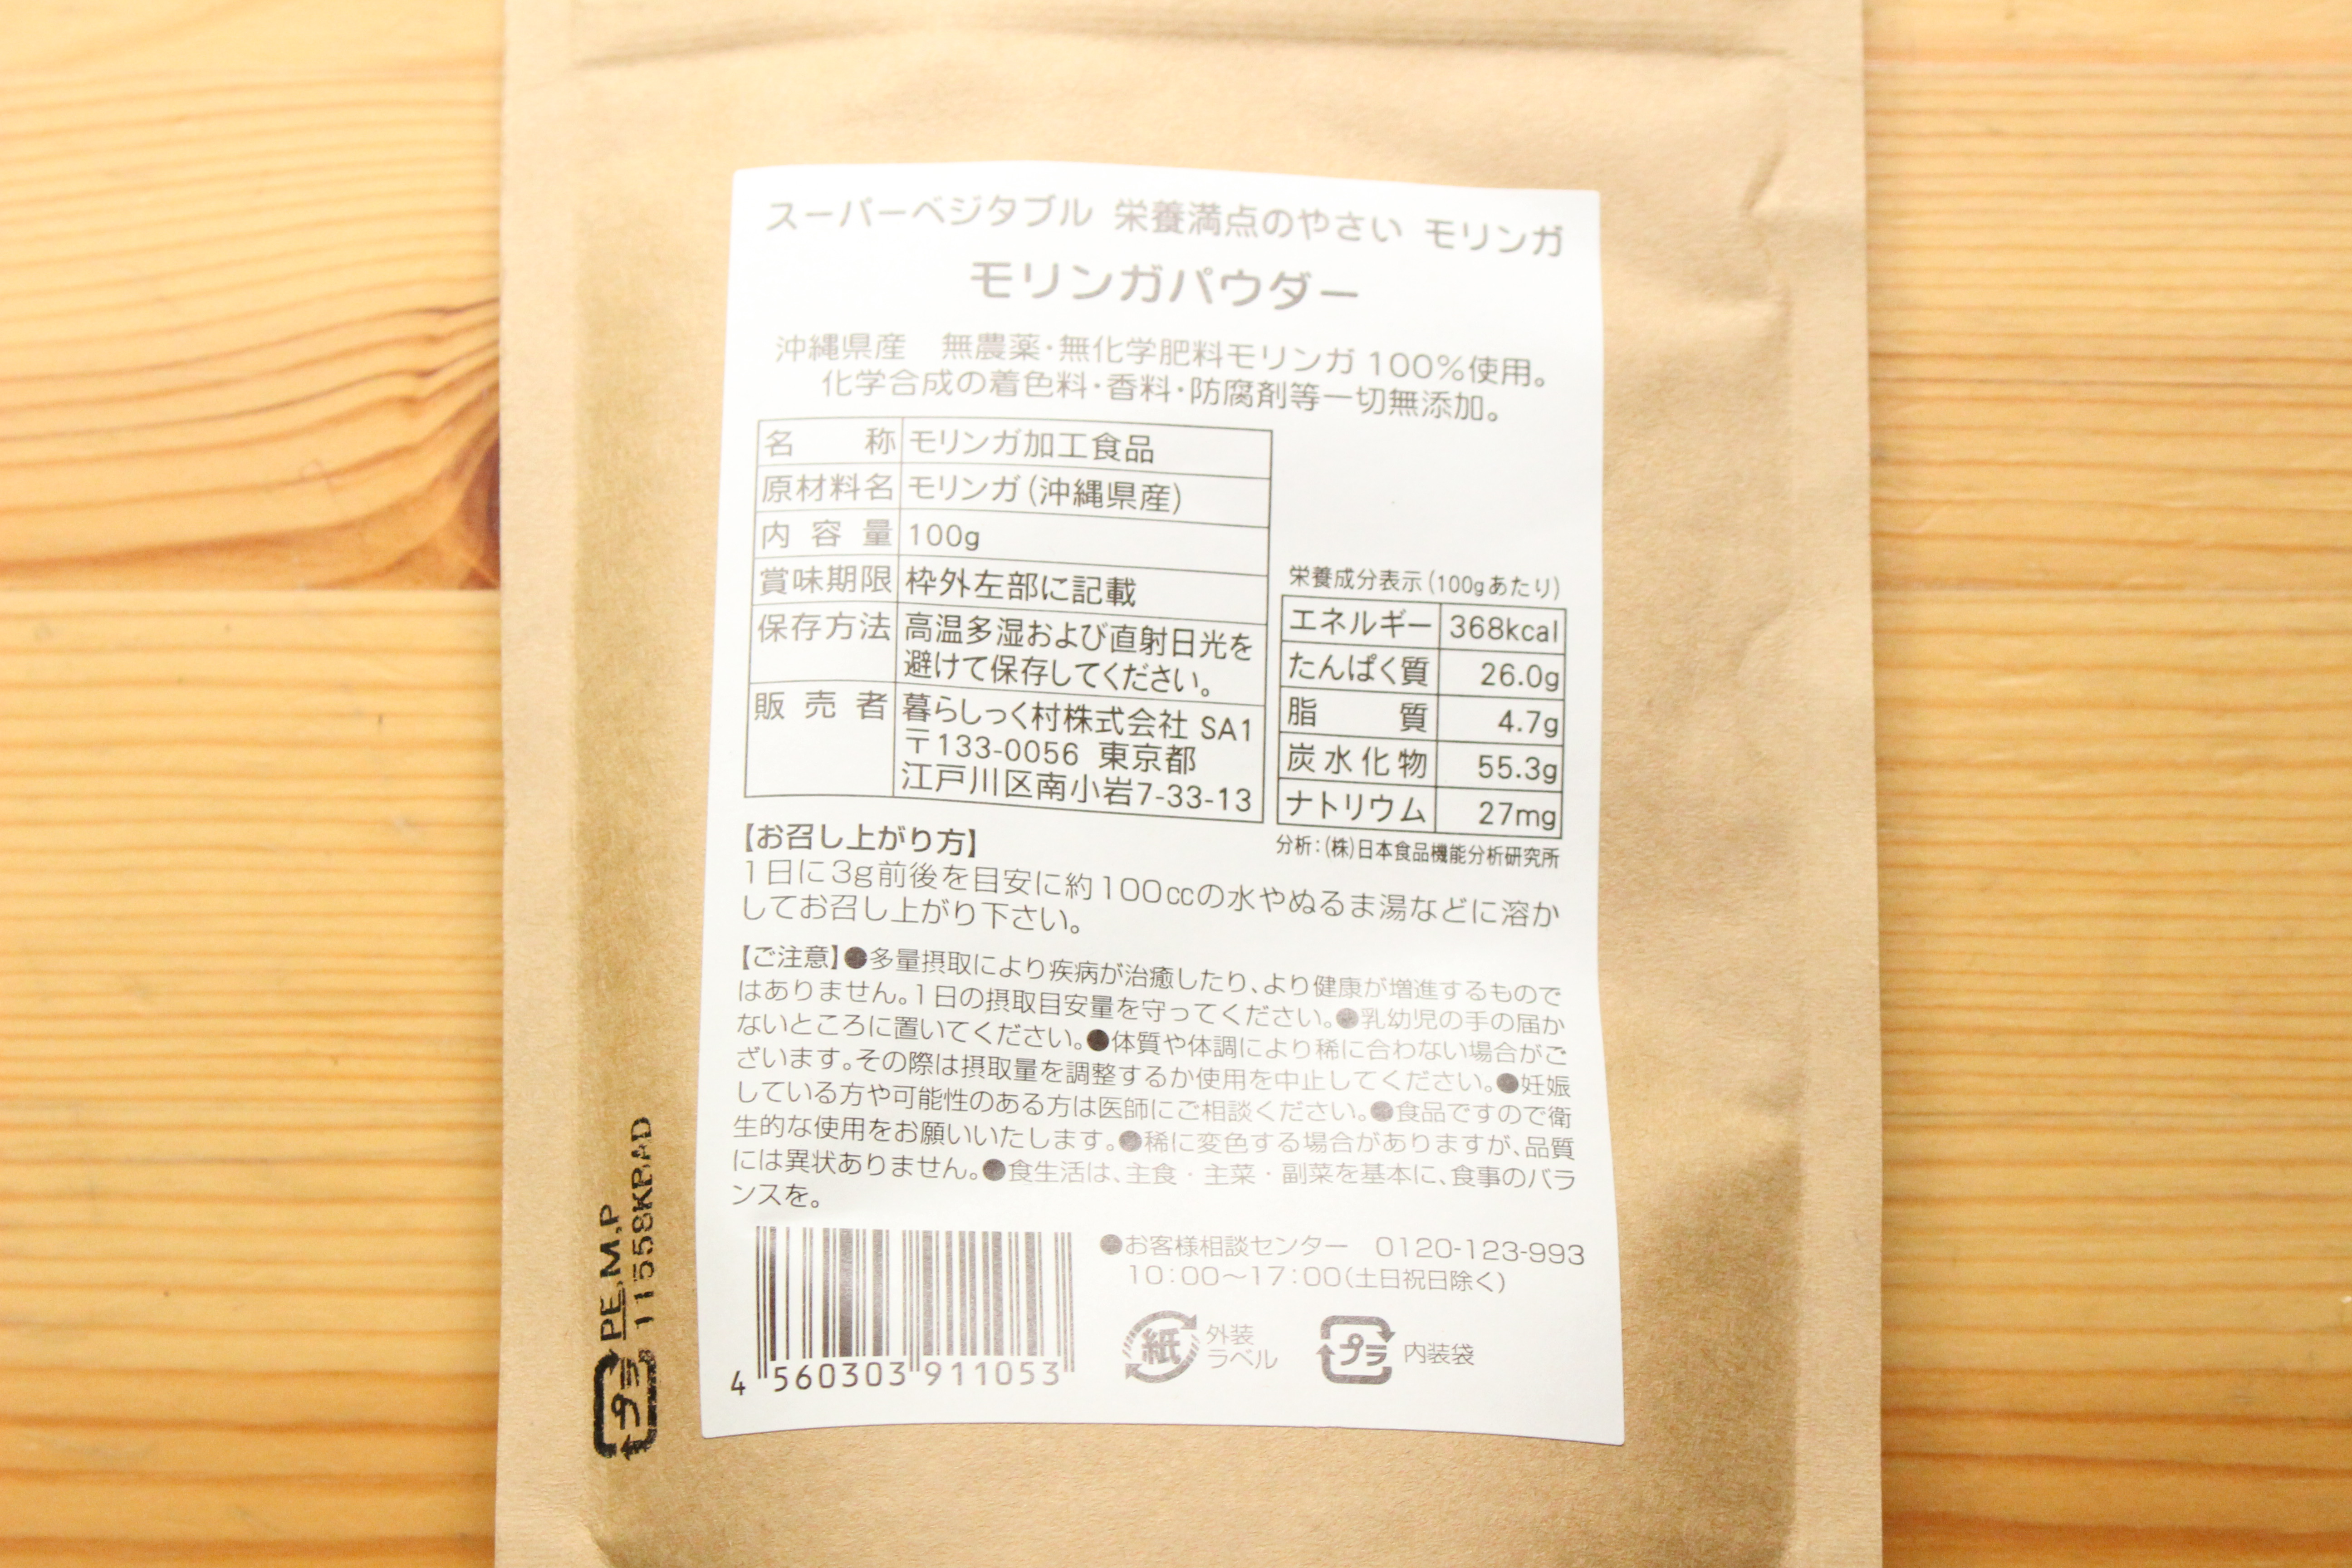 スーパーベジタブル 栄養満点のやさい モリンガ
モリンガパウダー
沖縄県産 無農薬・無化学肥料モリンガ 100%使用。
化学合成の着色料・香料・防腐剤等一切無添加。
名称 モリンガ加工食品
原材料名 モリンガ(沖縄県産)
内容量 100g
賞味期限 枠外左部に記載
保存方法 高温多湿および直射日光を
避けて保存してください。
販売者 暮らしっく村株式会社 SA1
〒133-0056 東京都
江戸川区南小岩7-33-13
栄養成分表示(100gあたり)
エネルギー 368kcal
たんぱく質 26.0g
脂質 4.7g
炭水化物 55.3g
ナトリウム 27mg
分析:(株)日本食品機能分析研究所
【お召し上がり方】
1日に3g前後を目安に約100ccの水やぬるま湯などに溶か
してお召し上がり下さい。
【ご注意】●多量摂取により疾病が治癒したり、より健康が増進するもので
はありません。1日の摂取目安量を守ってください。●乳幼児の手の届か
ないところに置いてください。●体質や体調により稀に合わない場合がご
ざいます。その際は摂取量を調整するか使用を中止してください。●妊娠
している方や可能性のある方は医師にご相談ください。●食品ですので衛
生的な使用をお願いいたします。●稀に変色する場合がありますが、品質
には異状ありません。●食生活は、主食・主菜・副菜を基本に、食事のバラ
ンスを。
4 560303 911053
●お客様相談センター 0120-123-993
10:00〜17:00(土日祝日除く)
紙 外装
ラベル
プラ 内装袋
プラ PE,M,P
11558KBAD